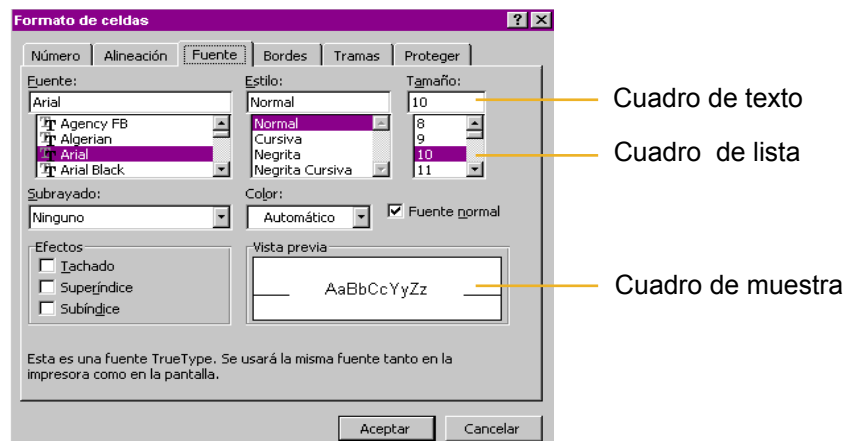 Formato de celdas
Número Alineación Fuente Bordes Tramas Proteger
Fuente: Estilo: Tamaño:
Arial Normal 10 Cuadro de texto
Agency FB Normal 8
Algerian Cursiva 9
Arial Negrita 10 Cuadro de lista
Arial Black Negrita Cursiva 11
Subrayado: Color:
Ninguno Automático Fuente normal
Efectos Vista previa
Tachado
Superíndice AaBbCcYyZz Cuadro de muestra
Subíndice
Esta es una fuente TrueType. Se usará la misma fuente tanto en la
impresora como en la pantalla.
Aceptar Cancelar